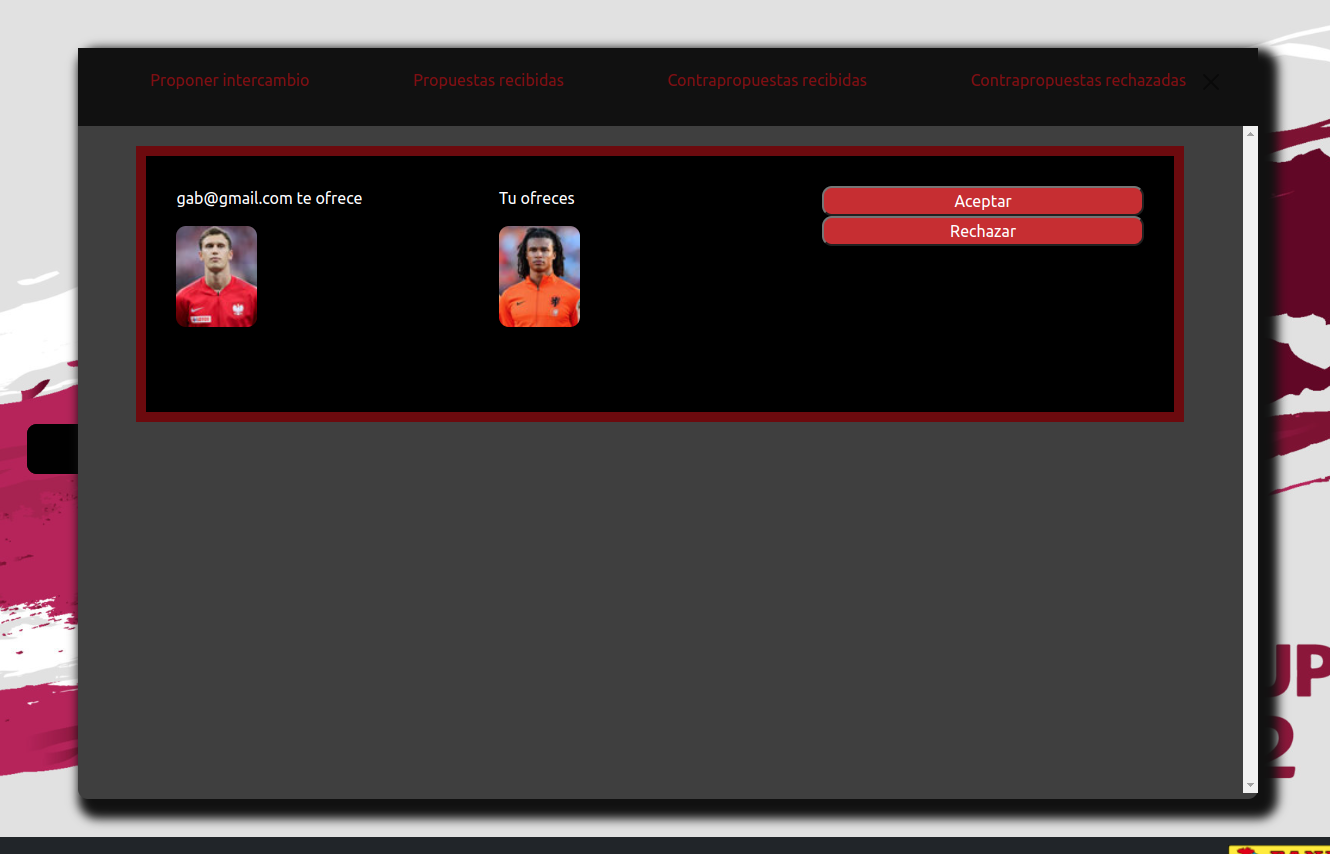 Proponer intercambio
Propuestas recibidas
Contrapropuestas recibidas
Contrapropuestas rechazadas
gab@gmail.com te ofrece
Tu ofreces
Aceptar
Rechazar
UP
2